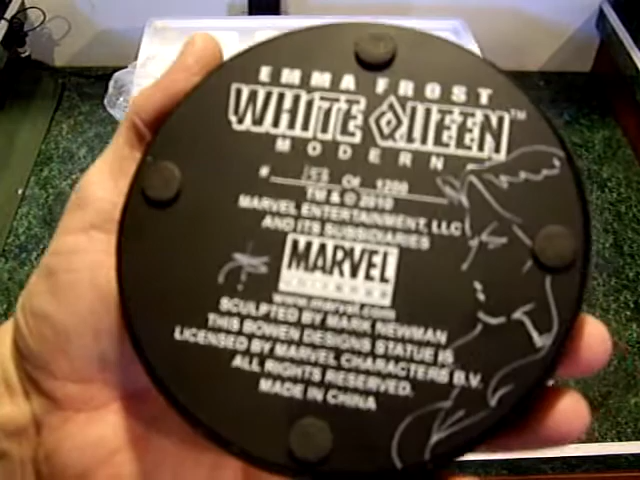 EMMA FROST
WHITE QUEEN™
MODERN
# 153 OF 1200
TM & © 2010
MARVEL ENTERTAINMENT, LLC
AND ITS SUBSIDIARIES
MARVEL
www.marvel.com
SCULPTED BY MARK NEWMAN
THIS BOWEN DESIGNS STATUE IS
LICENSED BY MARVEL CHARACTERS B.V.
ALL RIGHTS RESERVED.
MADE IN CHINA